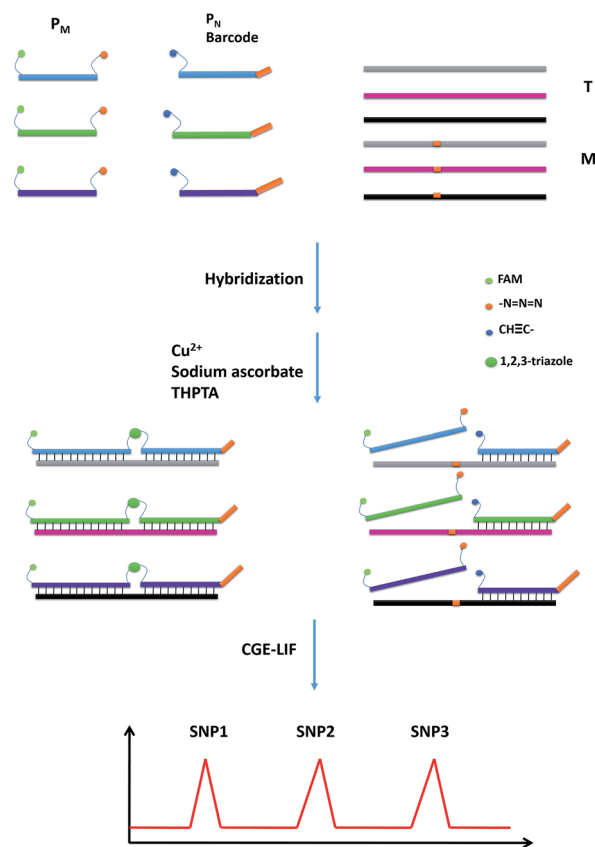 P_M
P_N
Barcode
T
M
Hybridization
FAM
-N=N=N
CH≡C-
1,2,3-triazole
Cu²⁺
Sodium ascorbate
THPTA
CGE-LIF
SNP1 SNP2 SNP3